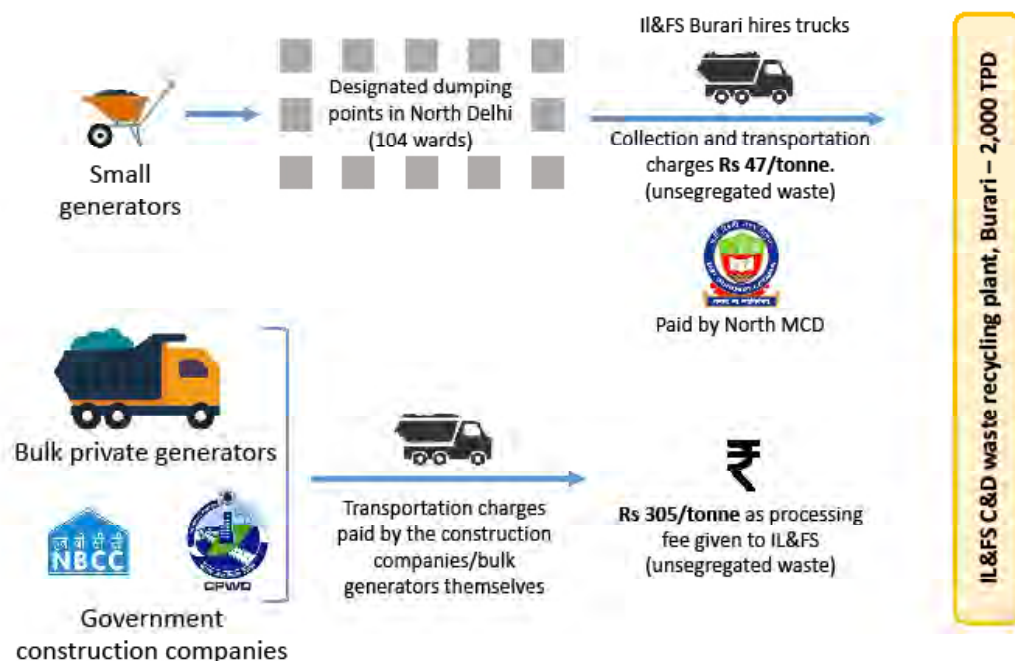 Il&FS Burari hires trucks
Designated dumping
points in North Delhi
(104 wards)
Small
generators
Collection and transportation
charges Rs 47/tonne.
(unsegregated waste)
Paid by North MCD
Bulk private generators
एन बी सी सी
NBCC
CPWD
Government
construction companies
Transportation charges
paid by the construction
companies/bulk
generators themselves
₹
Rs 305/tonne as processing
fee given to IL&FS
(unsegregated waste)
IL&FS C&D waste recycling plant, Burari – 2,000 TPD